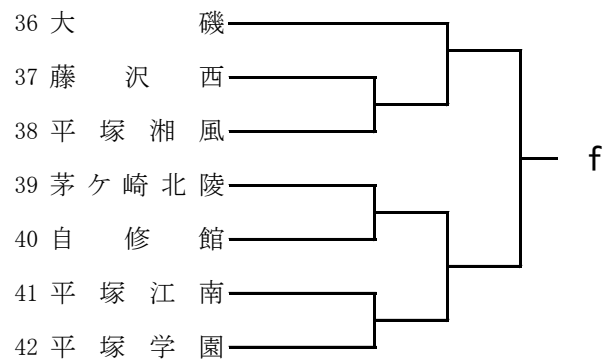 36 大磯
37 藤沢西
38 平塚湘風
39 茅ケ崎北陵
40 自修館
41 平塚江南
42 平塚学園
f